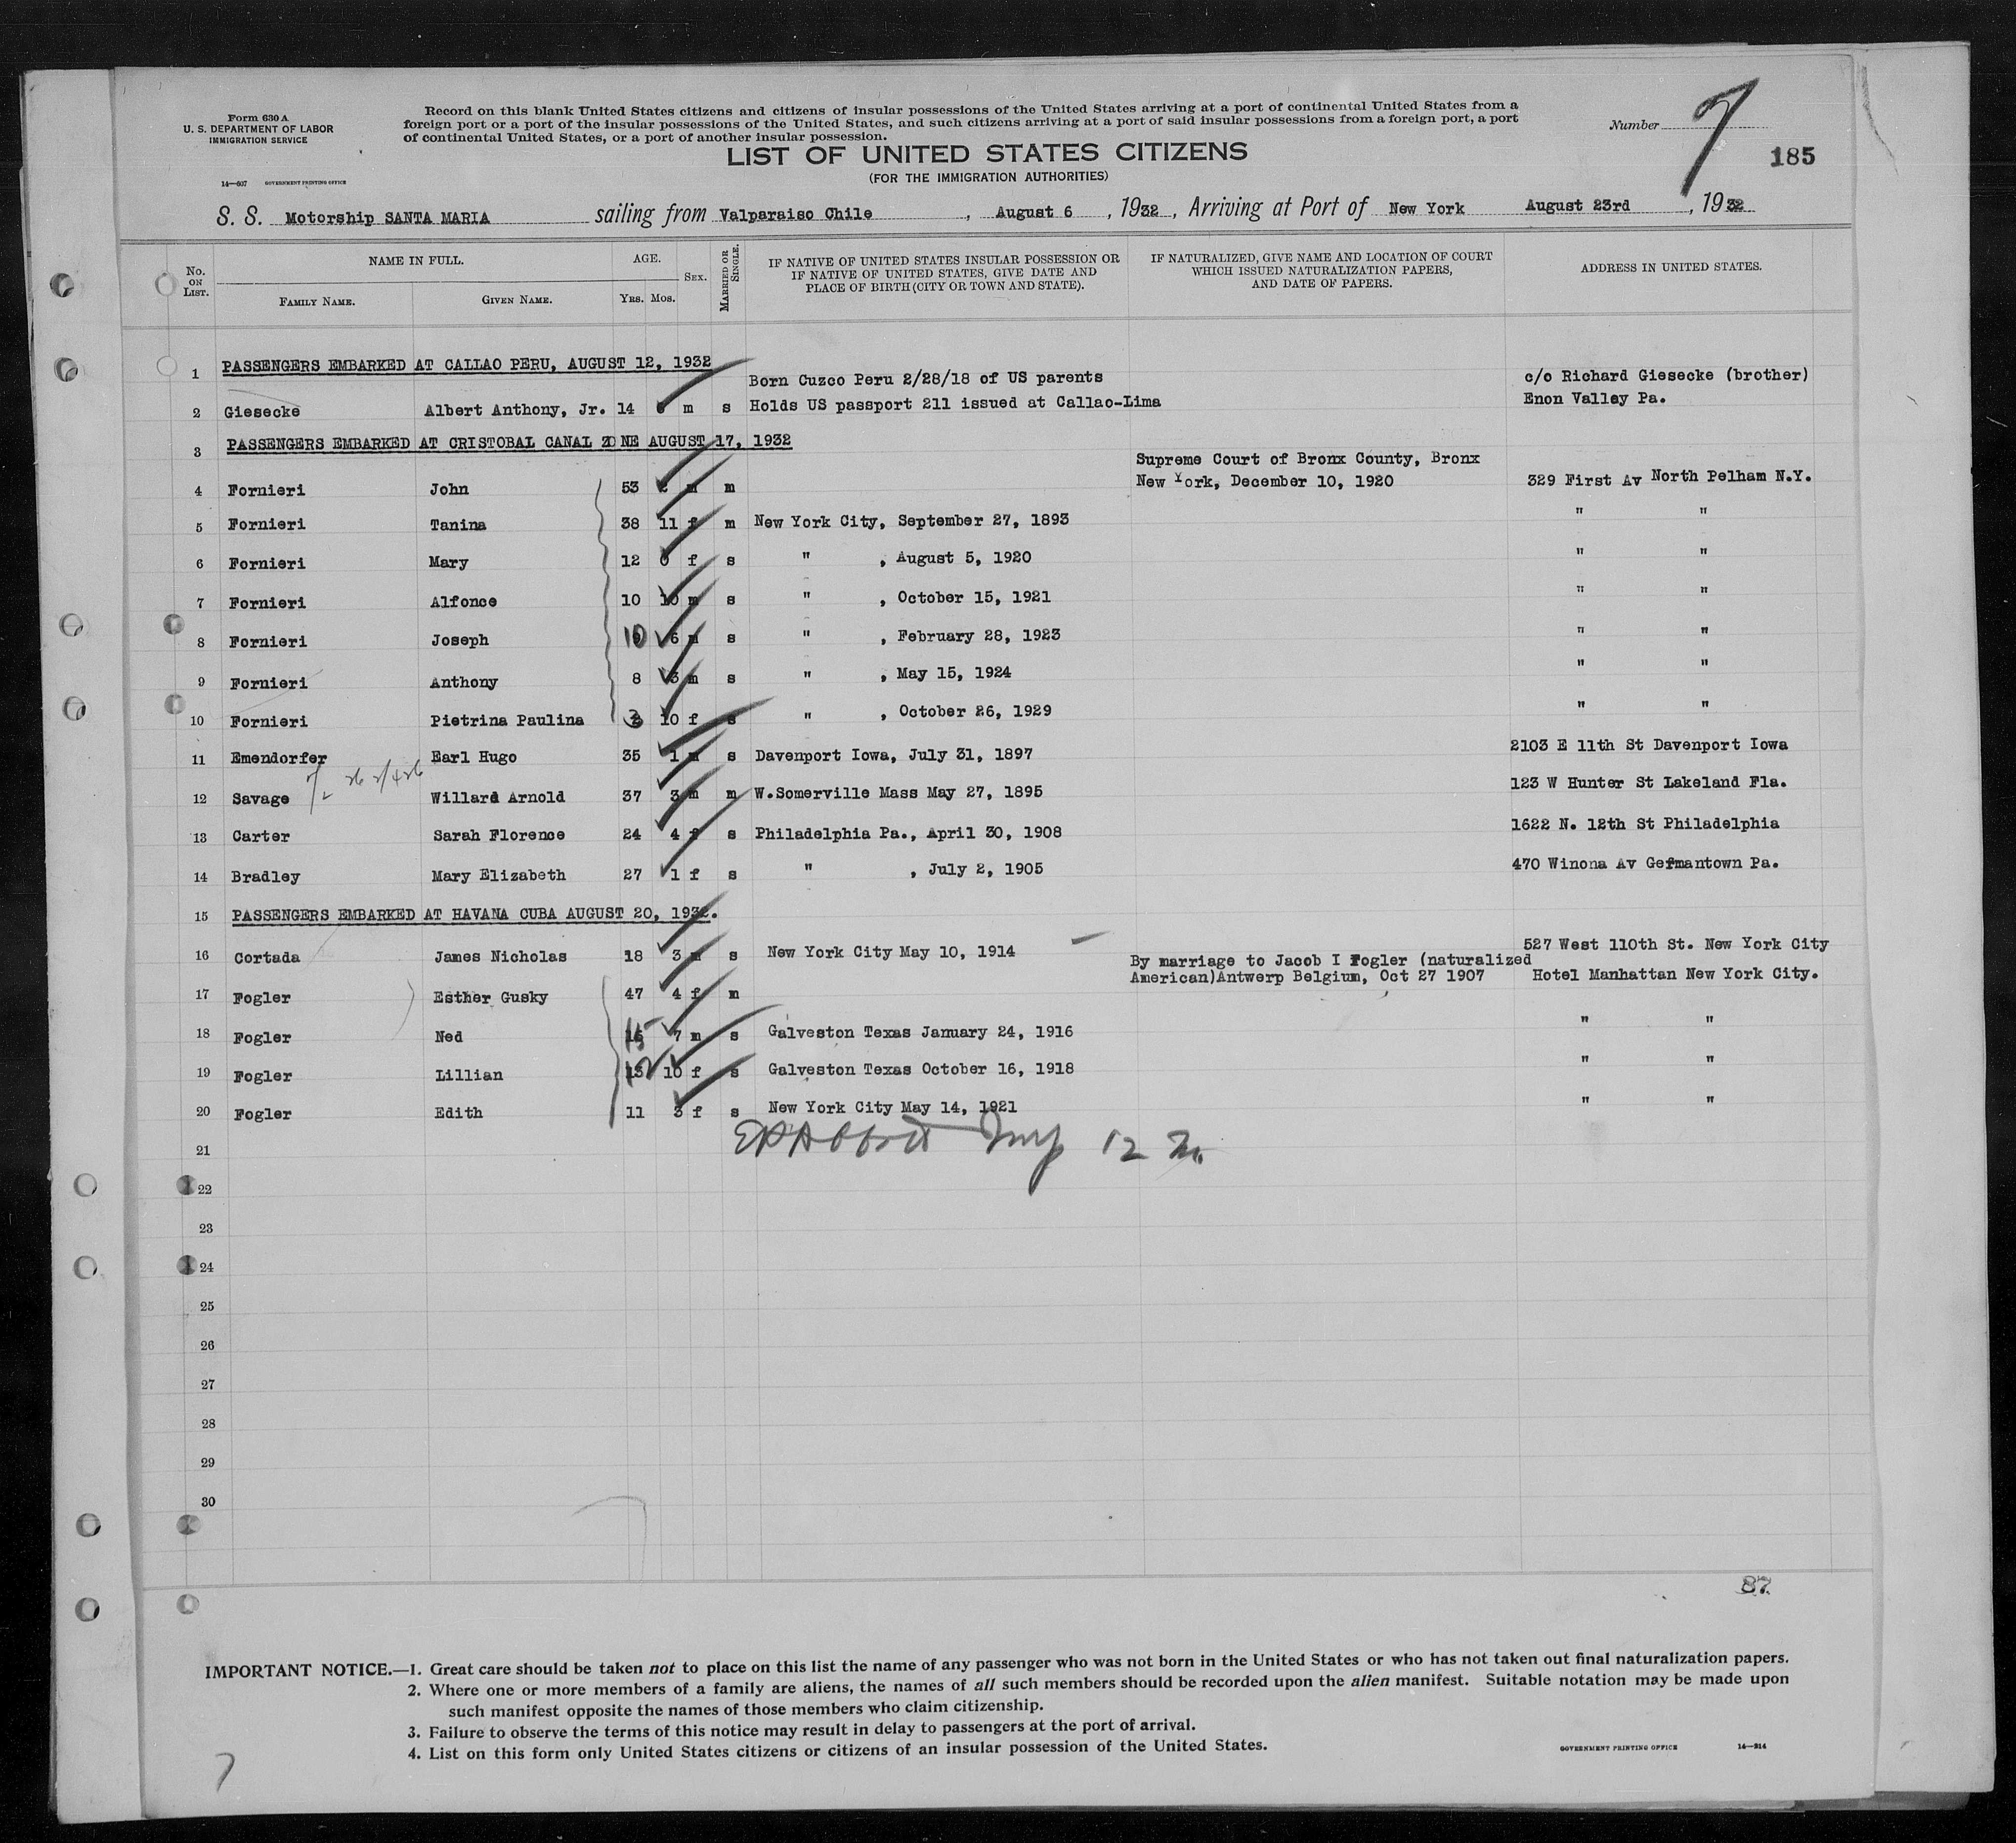 Form 630 A
U. S. DEPARTMENT OF LABOR
IMMIGRATION SERVICE
14—607 GOVERNMENT PRINTING OFFICE
Record on this blank United States citizens and citizens of insular possessions of the United States arriving at a port of continental United States from a
foreign port or a port of the insular possessions of the United States, and such citizens arriving at a port of said insular possessions from a foreign port, a port
of continental United States, or a port of another insular possession.
Number 7
185
LIST OF UNITED STATES CITIZENS
(FOR THE IMMIGRATION AUTHORITIES)
S. S. Motorship SANTA MARIA sailing from Valparaiso Chile, August 6, 1932, Arriving at Port of New York August 23rd, 1932
No. ON LIST. NAME IN FULL. FAMILY NAME. GIVEN NAME. AGE. YRS. MOS. SEX. MARRIED OR SINGLE. IF NATIVE OF UNITED STATES INSULAR POSSESSION OR IF NATIVE OF UNITED STATES, GIVE DATE AND PLACE OF BIRTH (CITY OR TOWN AND STATE). IF NATURALIZED, GIVE NAME AND LOCATION OF COURT WHICH ISSUED NATURALIZATION PAPERS, AND DATE OF PAPERS. ADDRESS IN UNITED STATES.
1 PASSENGERS EMBARKED AT CALLAO PERU, AUGUST 12, 1932
Born Cuzco Peru 2/28/18 of US parents c/o Richard Giesecke (brother)
2 Giesecke Albert Anthony, Jr. 14 m s Holds US passport 211 issued at Callao-Lima Enon Valley Pa.
3 PASSENGERS EMBARKED AT CRISTOBAL CANAL ZONE AUGUST 17, 1932
Supreme Court of Bronx County, Bronx
4 Fornieri John 53 m m New York, December 10, 1920 329 First Av North Pelham N.Y.
5 Fornieri Tanina 38 11 f m New York City, September 27, 1893 " "
6 Fornieri Mary 12 0 f s " , August 5, 1920 " "
7 Fornieri Alfonce 10 10 m s " , October 15, 1921 " "
8 Fornieri Joseph 10 6 m s " , February 28, 1923 " "
9 Fornieri Anthony 8 3 m s " , May 15, 1924 " "
10 Fornieri Pietrina Paulina 10 f s " , October 26, 1929 " "
11 Emendorfer Earl Hugo 35 1 m s Davenport Iowa, July 31, 1897 2103 E 11th St Davenport Iowa
12 Savage Willard Arnold 37 3 m m W.Somerville Mass May 27, 1895 123 W Hunter St Lakeland Fla.
13 Carter Sarah Florence 24 4 f s Philadelphia Pa., April 30, 1908 1622 N. 12th St Philadelphia
14 Bradley Mary Elizabeth 27 1 f s " , July 2, 1905 470 Winona Av Germantown Pa.
15 PASSENGERS EMBARKED AT HAVANA CUBA AUGUST 20, 1932.
16 Cortada James Nicholas 18 3 m s New York City May 10, 1914 527 West 110th St. New York City
By marriage to Jacob I Fogler (naturalized
17 Fogler Esther Gusky 47 4 f m American)Antwerp Belgium, Oct 27 1907 Hotel Manhattan New York City.
18 Fogler Ned 16 15 7 m s Galveston Texas January 24, 1916 " "
19 Fogler Lillian 13 10 f s Galveston Texas October 16, 1918 " "
20 Fogler Edith 11 3 f s New York City May 14, 1921 " "
21
22
23
24
25
26
27
28
29
30
87
IMPORTANT NOTICE.—1. Great care should be taken not to place on this list the name of any passenger who was not born in the United States or who has not taken out final naturalization papers.
2. Where one or more members of a family are aliens, the names of all such members should be recorded upon the alien manifest. Suitable notation may be made upon
such manifest opposite the names of those members who claim citizenship.
3. Failure to observe the terms of this notice may result in delay to passengers at the port of arrival.
4. List on this form only United States citizens or citizens of an insular possession of the United States.
GOVERNMENT PRINTING OFFICE 14—214
7